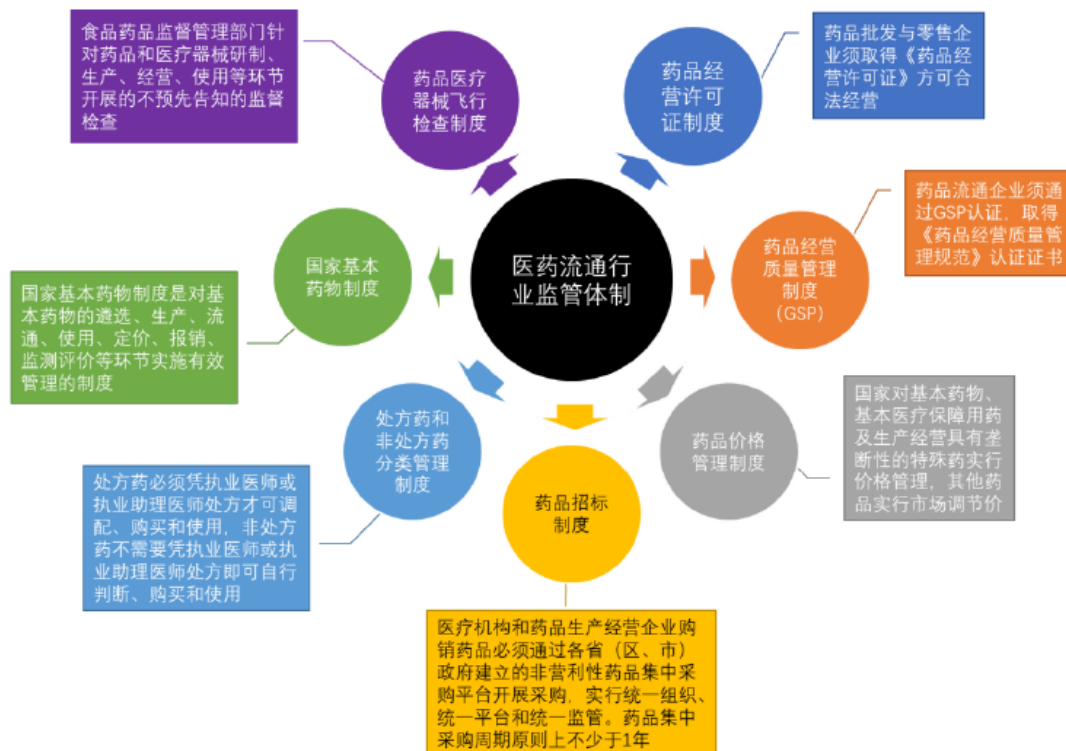 食品药品监督管理部门针
对药品和医疗器械研制、
生产、经营、使用等环节
开展的不预先告知的监督
检查
药品医疗
器械飞行
检查制度
药品经
营许可
证制度
药品批发与零售企
业须取得《药品经
营许可证》方可合
法经营
药品流通企业须通
过GSP认证，取得
《药品经营质量管
理规范》认证证书
药品经营
质量管理
制度
（GSP）
医药流通行
业监管体制
国家基本
药物制度
国家基本药物制度是对基
本药物的遴选、生产、流
通、使用、定价、报销、
监测评价等环节实施有效
管理的制度
处方药和
非处方药
分类管理
制度
处方药必须凭执业医师或
执业助理医师处方才可调
配、购买和使用，非处方
药不需要凭执业医师或执
业助理医师处方即可自行
判断、购买和使用
药品价格
管理制度
国家对基本药物、
基本医疗保障用药
及生产经营具有垄
断性的特殊药实行
价格管理，其他药
品实行市场调节价
药品招标
制度
医疗机构和药品生产经营企业购
销药品必须通过各省（区、市）
政府建立的非营利性药品集中采
购平台开展采购，实行统一组织、
统一平台和统一监管。药品集中
采购周期原则上不少于1年